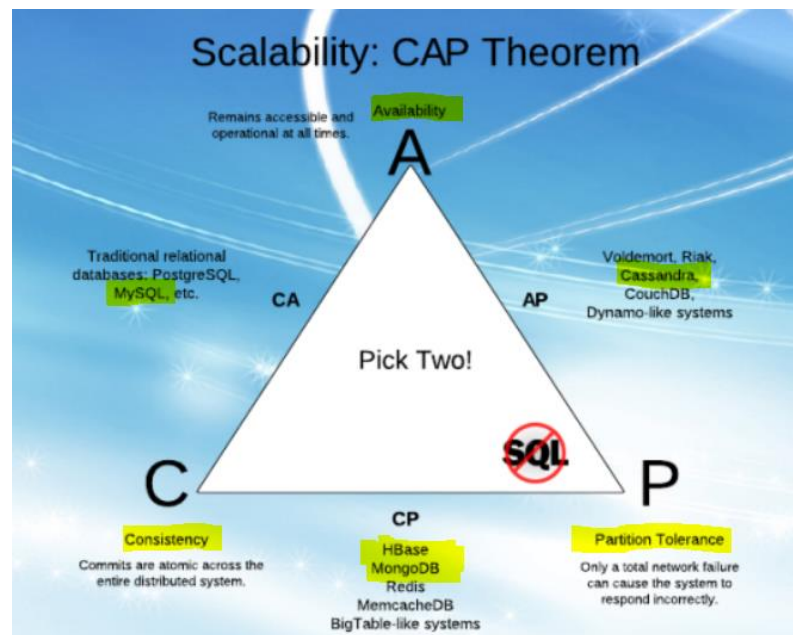 Scalability: CAP Theorem
Availability
Remains accessible and
operational at all times.
A
Traditional relational
databases: PostgreSQL,
MySQL, etc.
CA
AP
Voldemort, Riak,
Cassandra,
CouchDB,
Dynamo-like systems
Pick Two!
SQL
C
P
Consistency
Commits are atomic across the
entire distributed system.
CP
HBase
MongoDB
Redis
MemcacheDB
BigTable-like systems
Partition Tolerance
Only a total network failure
can cause the system to
respond incorrectly.